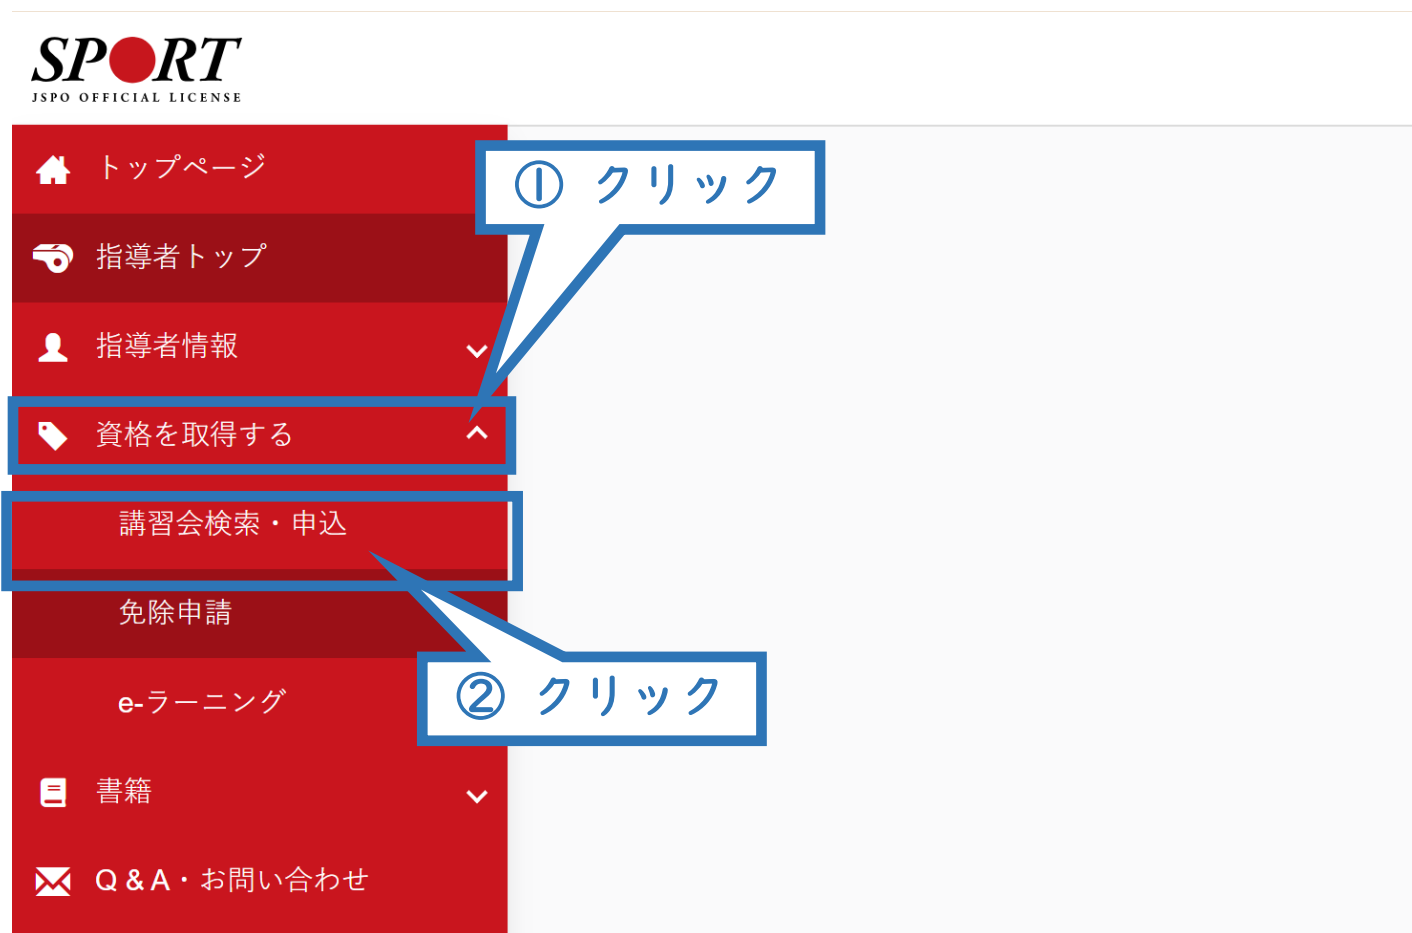 SPORT
JSPO OFFICIAL LICENSE
トップページ
① クリック
指導者トップ
指導者情報
資格を取得する
講習会検索・申込
免除申請
e-ラーニング
② クリック
書籍
Q & A・お問い合わせ